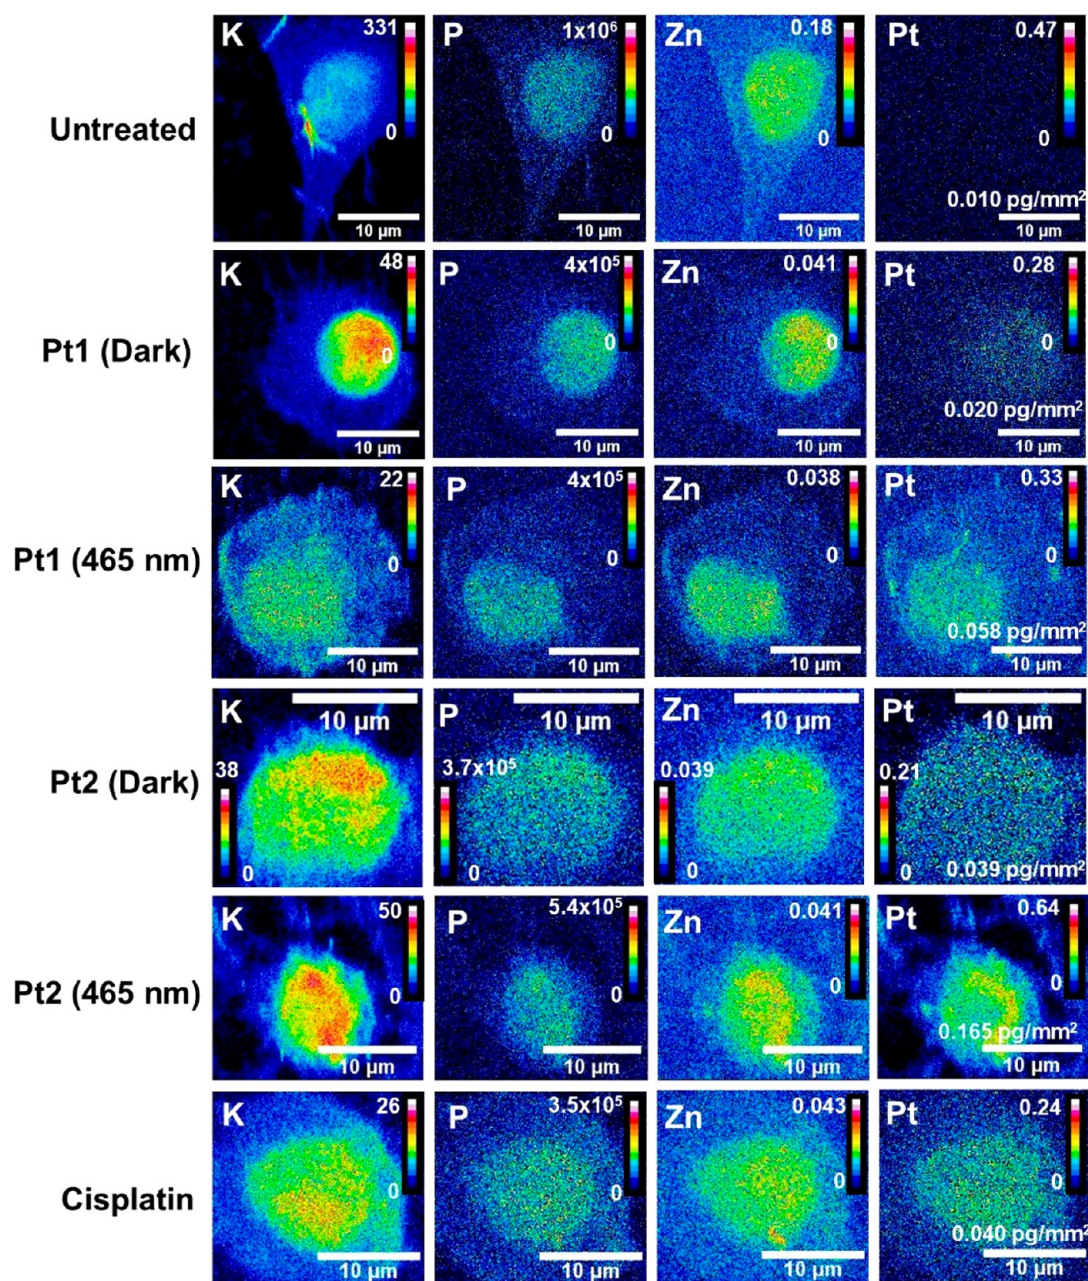 K 331 0 10 µm
P 1x10⁶ 0 10 µm
Zn 0.18 0 10 µm
Pt 0.47 0 0.010 pg/mm² 10 µm
Untreated
K 48 0 10 µm
P 4x10⁵ 0 10 µm
Zn 0.041 0 10 µm
Pt 0.28 0 0.020 pg/mm² 10 µm
Pt1 (Dark)
K 22 0 10 µm
P 4x10⁵ 0 10 µm
Zn 0.038 0 10 µm
Pt 0.33 0 0.058 pg/mm² 10 µm
Pt1 (465 nm)
K 10 µm 38 0
P 10 µm 3.7x10⁵ 0
Zn 10 µm 0.039 0
Pt 10 µm 0.21 0 0.039 pg/mm²
Pt2 (Dark)
K 50 0 10 µm
P 5.4x10⁵ 0 10 µm
Zn 0.041 0 10 µm
Pt 0.64 0 0.165 pg/mm² 10 µm
Pt2 (465 nm)
K 26 0 10 µm
P 3.5x10⁵ 0 10 µm
Zn 0.043 0 10 µm
Pt 0.24 0 0.040 pg/mm² 10 µm
Cisplatin